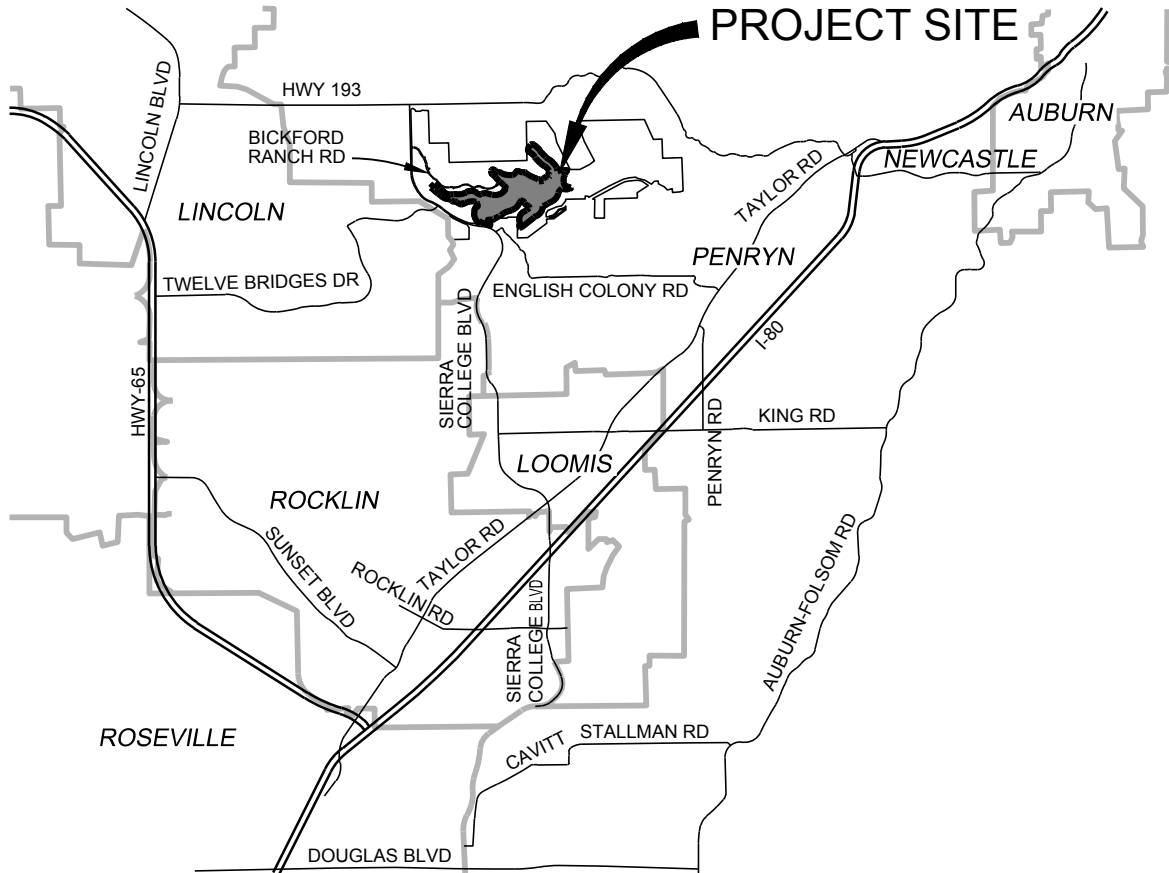 PROJECT SITE
HWY 193
LINCOLN BLVD
AUBURN
BICKFORD
RANCH RD
NEWCASTLE
TAYLOR RD
LINCOLN
PENRYN
TWELVE BRIDGES DR
ENGLISH COLONY RD
I-80
SIERRA
COLLEGE BLVD
HWY-65
PENRYN RD
KING RD
LOOMIS
ROCKLIN
SUNSET BLVD
TAYLOR RD
ROCKLIN RD
AUBURN-FOLSOM RD
SIERRA
COLLEGE BLVD
ROSEVILLE
CAVITT
STALLMAN RD
DOUGLAS BLVD